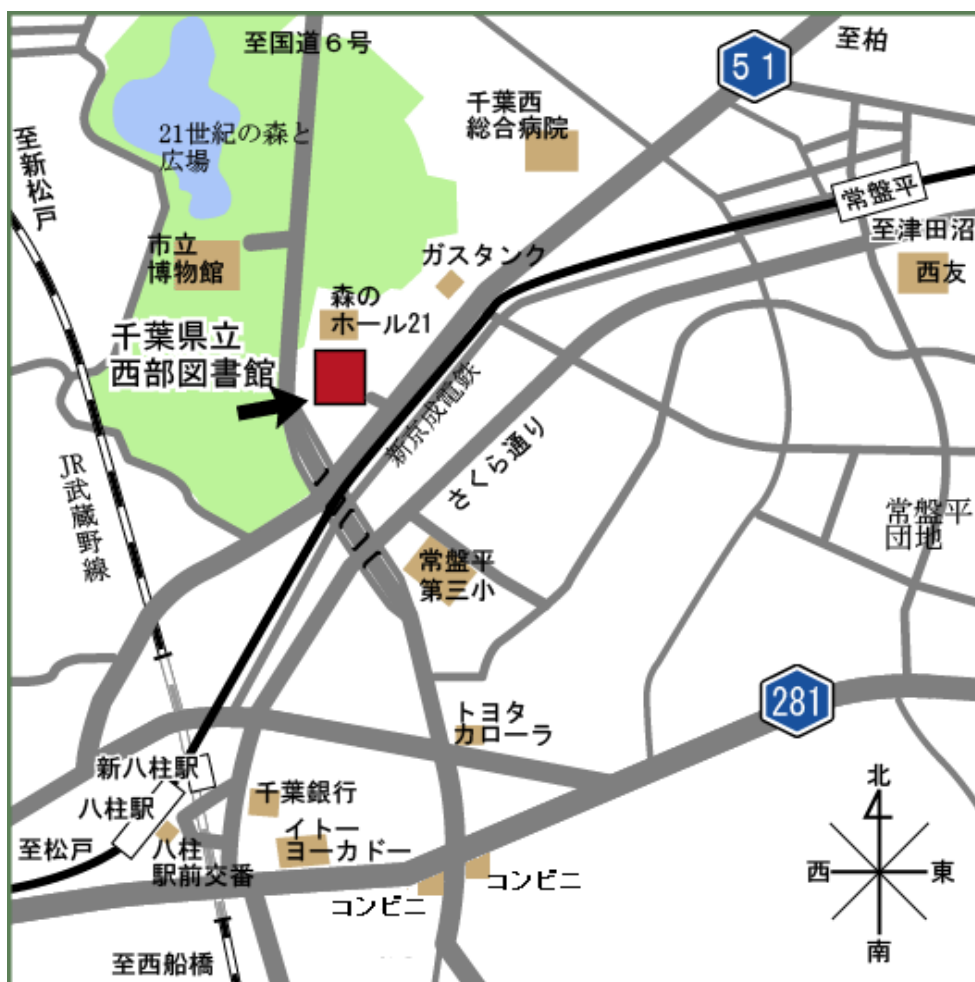 至国道６号
51
至柏
千葉西
総合病院
至新松戸
21世紀の森と
広場
常盤平
至津田沼
西友
市立
博物館
ガスタンク
森の
ホール21
千葉県立
西部図書館
新京成電鉄
さくら通り
JR武蔵野線
常盤平
団地
常盤平
第三小
281
トヨタ
カローラ
新八柱駅
八柱駅
千葉銀行
イトー
ヨーカドー
至松戸
八柱
駅前交番
コンビニ
コンビニ
至西船橋
北
西
東
南